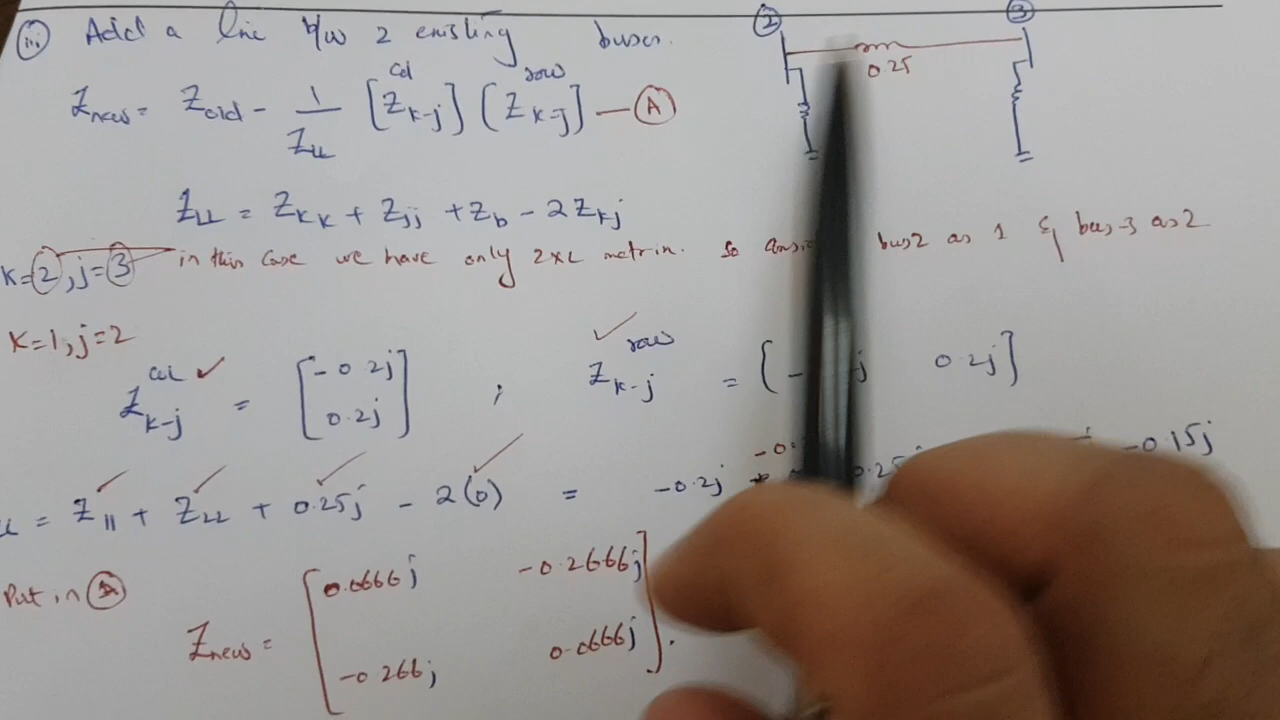 (iii) Add a line b/w 2 existing buses.
② ③
0.25
Znew = Zold - 1/ZLL [Zk-j]col [Zk-j]row — Ⓐ
ZLL = ZKK + Zjj + Zb - 2Zkj
K=2, j=3 in this case we have only 2x2 matrix. so bus2 as 1 & bus-3 as 2
K=1, j=2
Zk-j col = [-0.2j 0.2j] ; Zk-j row = [- j 0.2j]
= Z11 + Z22 + 0.25j - 2(0) = -0.2j -0. 0.25 -0.15j
Put in Ⓐ
Znew = [0.0666j -0.2666j
-0.266j 0.0666j].